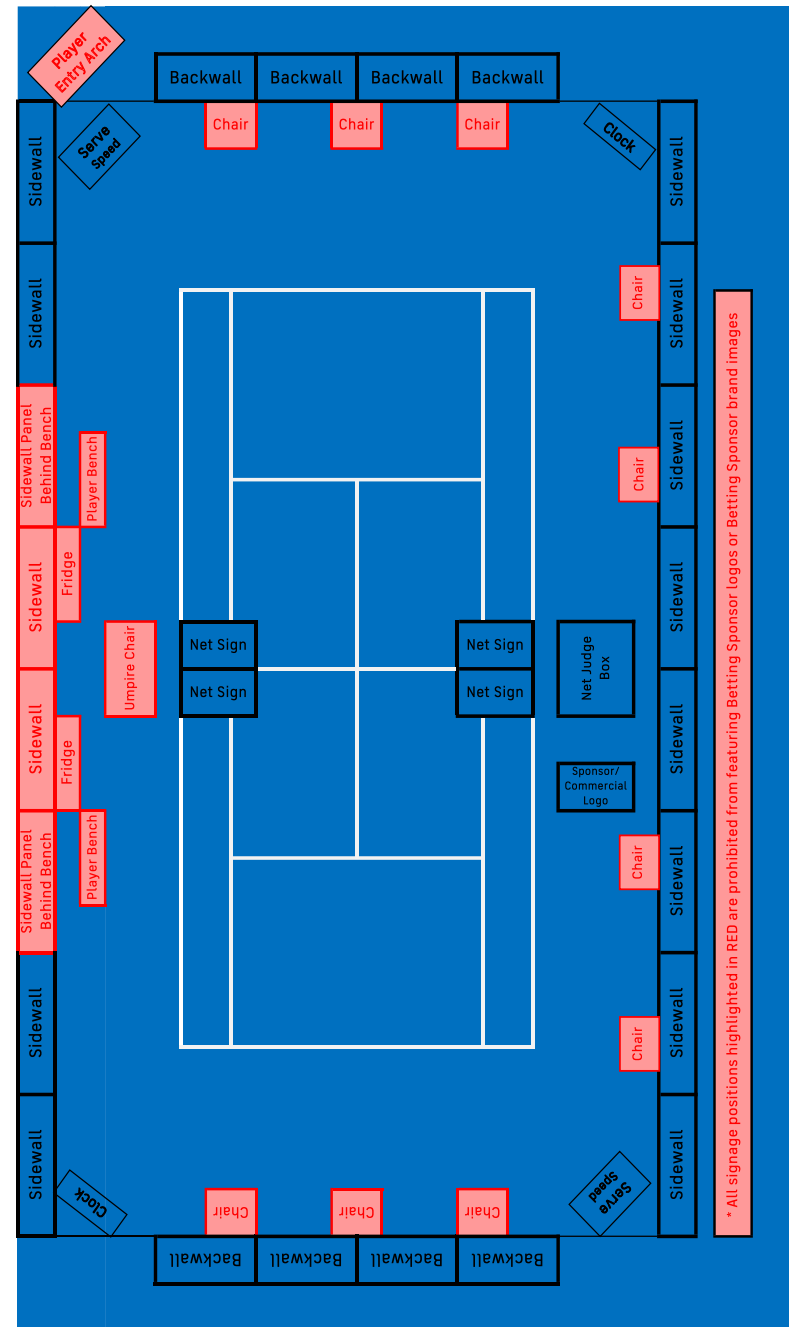 Player
Entry Arch
Backwall
Backwall
Backwall
Backwall
Chair
Chair
Chair
Serve
Speed
Clock
Sidewall
Sidewall
Sidewall
Chair
Sidewall
Sidewall Panel
Behind Bench
Player Bench
Chair
Sidewall
Sidewall
Fridge
Umpire Chair
Net Sign
Net Sign
Net Judge
Box
Sidewall
Net Sign
Net Sign
Sidewall
Fridge
Sponsor/
Commercial
Logo
Sidewall
Sidewall Panel
Behind Bench
Player Bench
Chair
Sidewall
Sidewall
Chair
Sidewall
Sidewall
Clock
Serve
Speed
Sidewall
Chair
Chair
Chair
Backwall
Backwall
Backwall
Backwall
* All signage positions highlighted in RED are prohibited from featuring Betting Sponsor logos or Betting Sponsor brand images